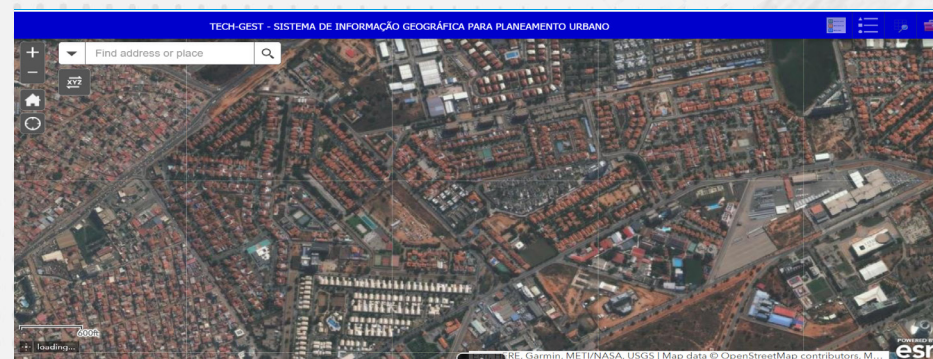 TECH-GEST - SISTEMA DE INFORMAÇÃO GEOGRÁFICA PARA PLANEAMENTO URBANO
+
Find address or place
−
XYZ
600ft
loading...
RE, Garmin, METI/NASA, USGS | Map data © OpenStreetMap contributors, M...
POWERED BY
esri